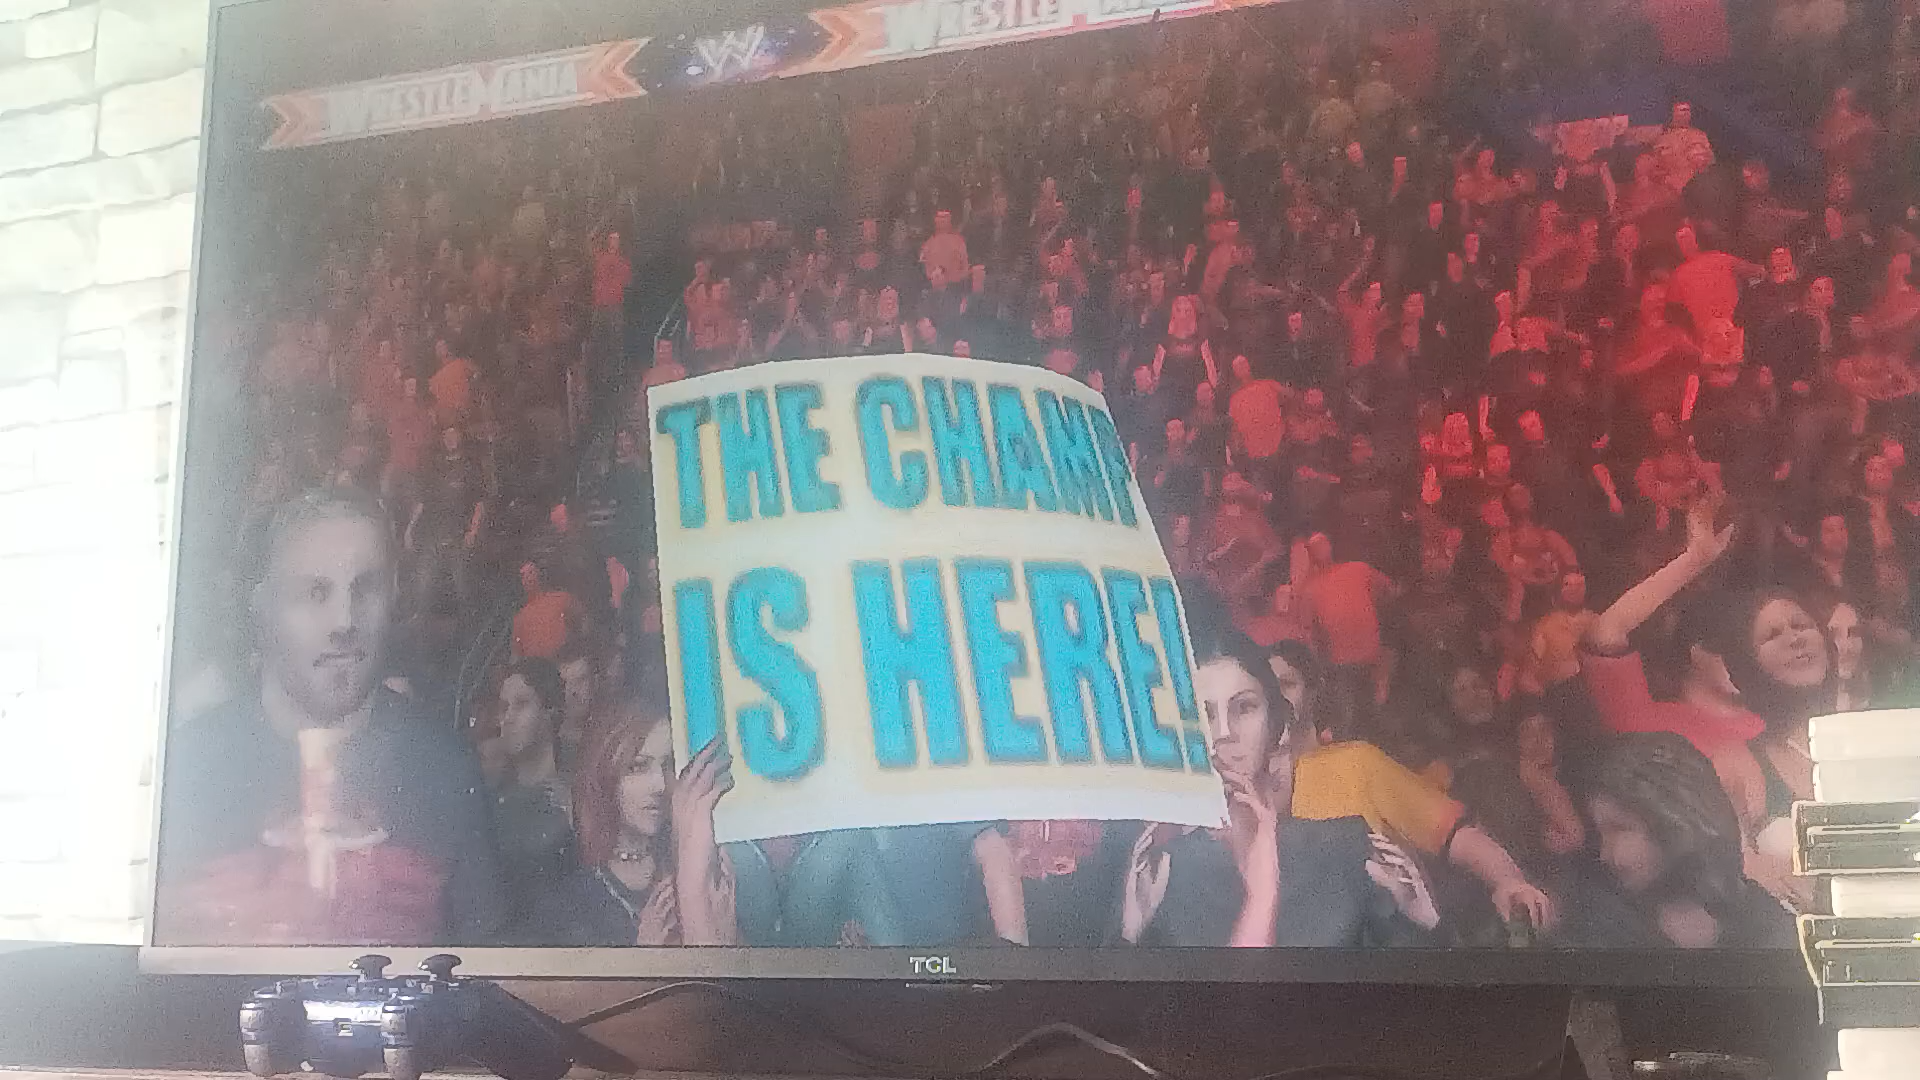 WRESTLEMANIA
W
WRESTLEMANIA
THE CHAMP
IS HERE!
TCL